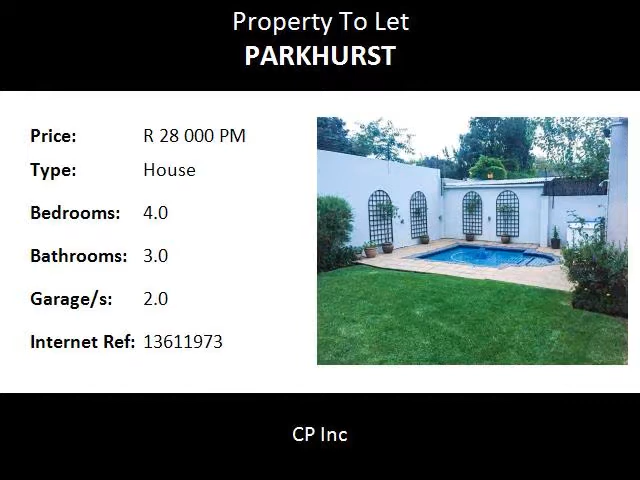 Property To Let
PARKHURST
Price: R 28 000 PM
Type: House
Bedrooms: 4.0
Bathrooms: 3.0
Garage/s: 2.0
Internet Ref: 13611973
CP Inc